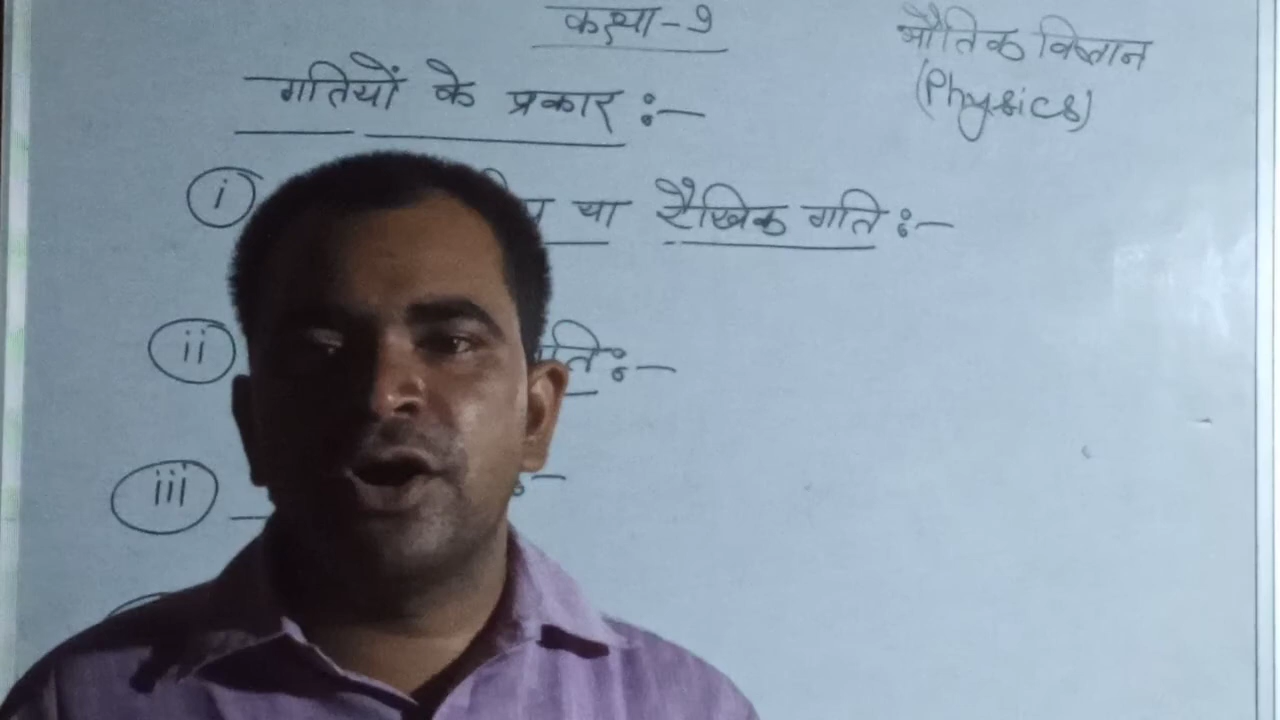 कक्षा-9
भौतिक विज्ञान
(Physics)
गतियों के प्रकार :-
i या रैखिक गति :-
ii :-
iii :-